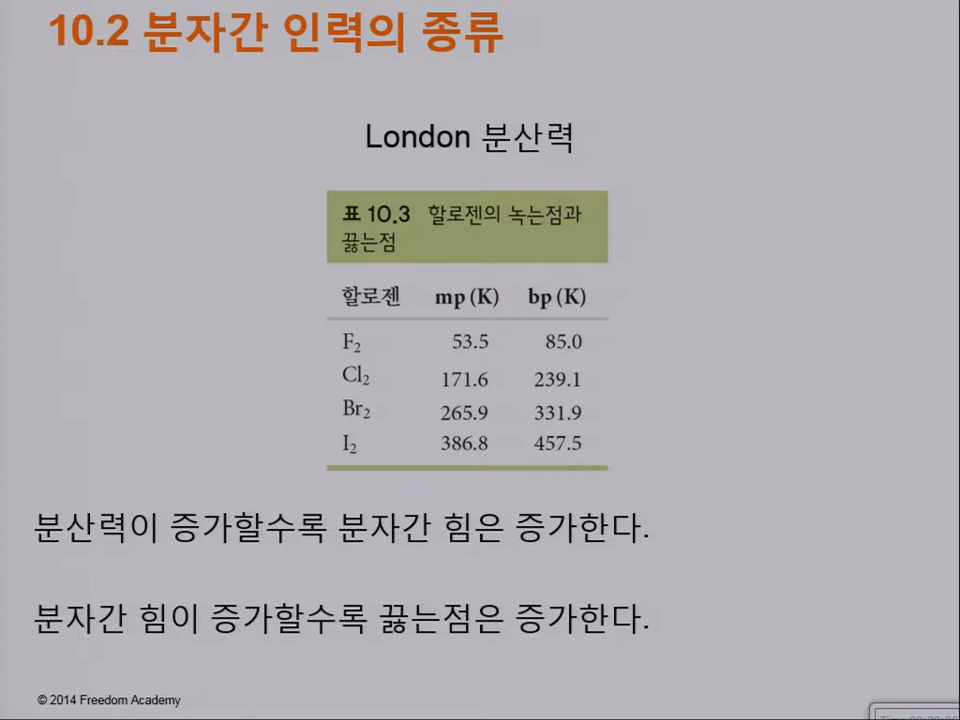 10.2 분자간 인력의 종류
London 분산력
표 10.3 할로젠의 녹는점과
끓는점
할로젠 mp (K) bp (K)
F₂ 53.5 85.0
Cl₂ 171.6 239.1
Br₂ 265.9 331.9
I₂ 386.8 457.5
분산력이 증가할수록 분자간 힘은 증가한다.
분자간 힘이 증가할수록 끓는점은 증가한다.
© 2014 Freedom Academy